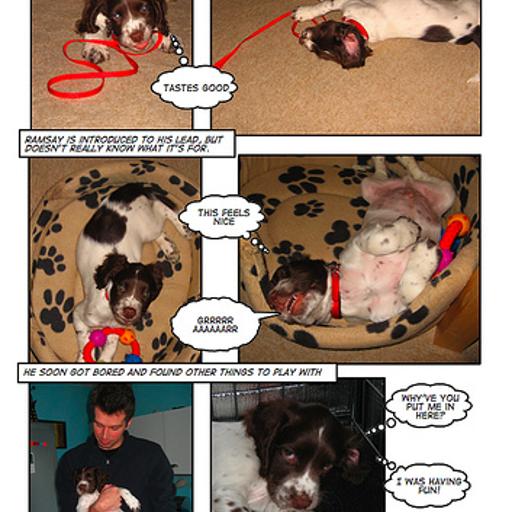 TASTES GOOD
RAMSAY IS INTRODUCED TO HIS LEAD, BUT
DOESN'T REALLY KNOW WHAT IT'S FOR.
THIS FEELS
NICE
GRRRRR
AAAAAARR
HE SOON GOT BORED AND FOUND OTHER THINGS TO PLAY WITH
WHY'VE YOU
PUT ME IN
HERE?
I WAS HAVING
FUN!